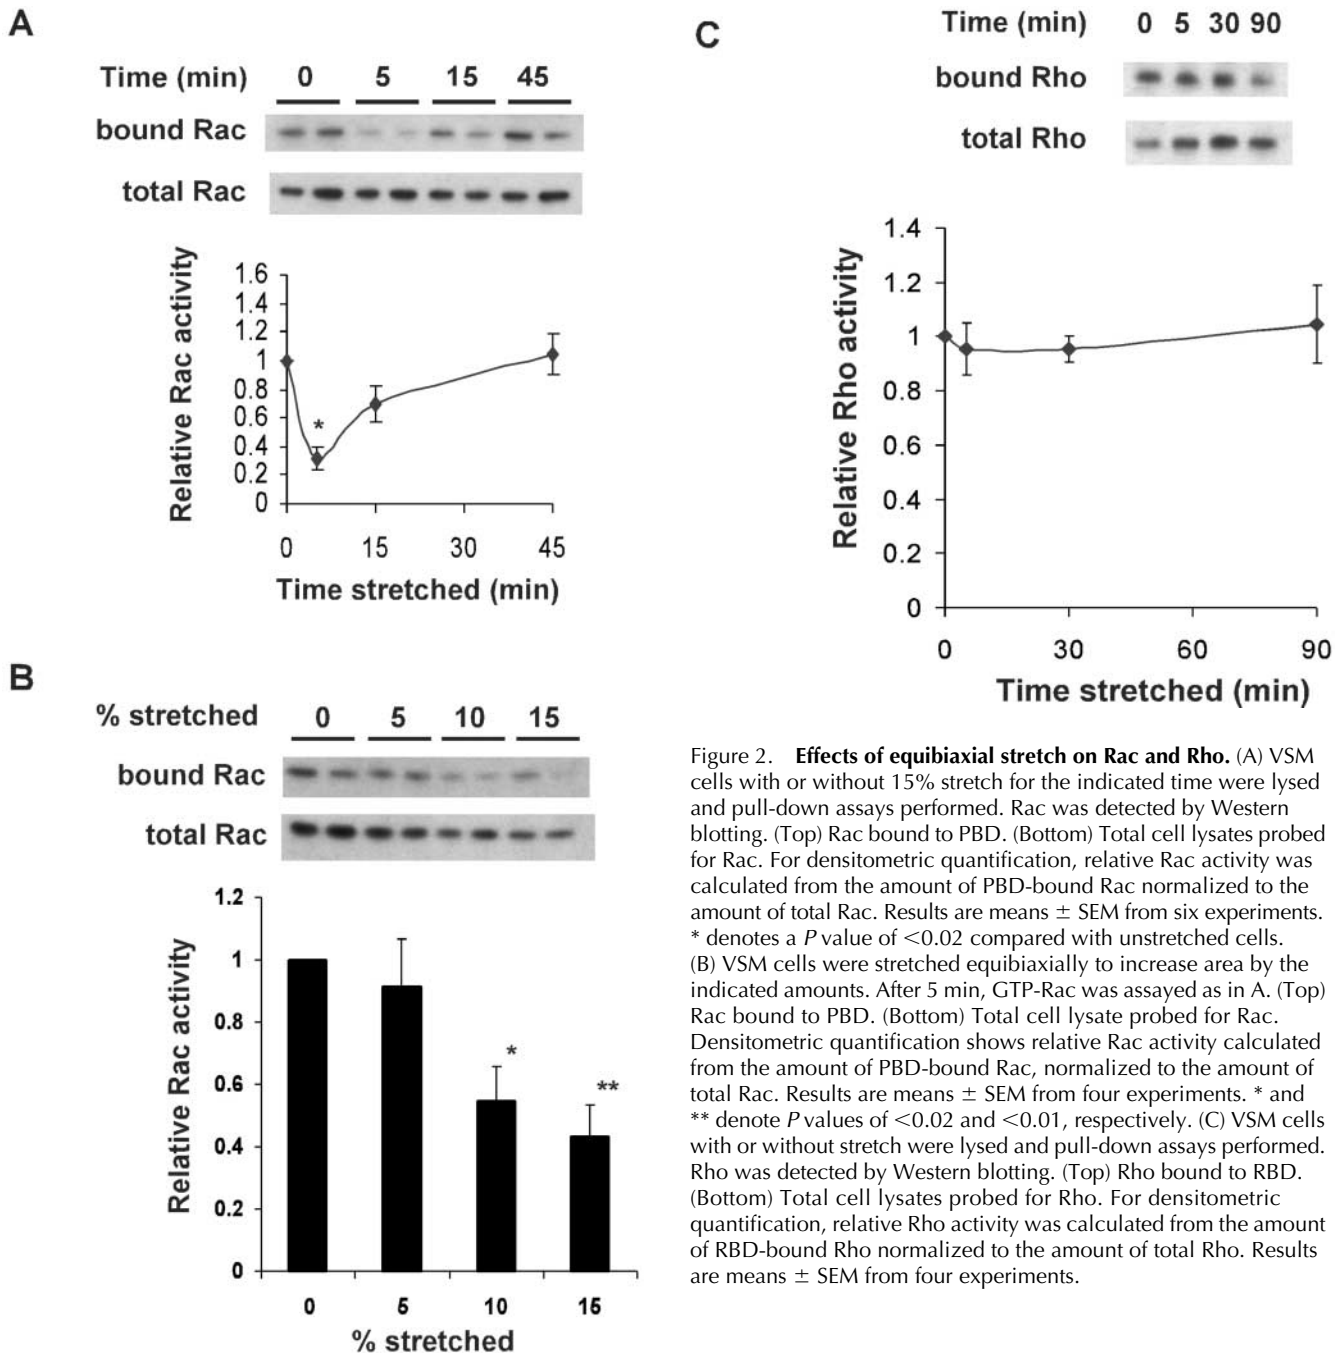 A
Time (min) 0 5 15 45
bound Rac
total Rac
Relative Rac activity
1.6
1.4
1.2
1
0.8
0.6
0.4
0.2
0
*
0 15 30 45
Time stretched (min)
B
% stretched 0 5 10 15
bound Rac
total Rac
Relative Rac activity
1.2
1
0.8
0.6
0.4
0.2
0
*
**
0 5 10 15
% stretched
C
Time (min) 0 5 30 90
bound Rho
total Rho
Relative Rho activity
1.4
1.2
1
0.8
0.6
0.4
0.2
0
0 30 60 90
Time stretched (min)
Figure 2. Effects of equibiaxial stretch on Rac and Rho. (A) VSM
cells with or without 15% stretch for the indicated time were lysed
and pull-down assays performed. Rac was detected by Western
blotting. (Top) Rac bound to PBD. (Bottom) Total cell lysates probed
for Rac. For densitometric quantification, relative Rac activity was
calculated from the amount of PBD-bound Rac normalized to the
amount of total Rac. Results are means ± SEM from six experiments.
* denotes a P value of <0.02 compared with unstretched cells.
(B) VSM cells were stretched equibiaxially to increase area by the
indicated amounts. After 5 min, GTP-Rac was assayed as in A. (Top)
Rac bound to PBD. (Bottom) Total cell lysate probed for Rac.
Densitometric quantification shows relative Rac activity calculated
from the amount of PBD-bound Rac, normalized to the amount of
total Rac. Results are means ± SEM from four experiments. * and
** denote P values of <0.02 and <0.01, respectively. (C) VSM cells
with or without stretch were lysed and pull-down assays performed.
Rho was detected by Western blotting. (Top) Rho bound to RBD.
(Bottom) Total cell lysates probed for Rho. For densitometric
quantification, relative Rho activity was calculated from the amount
of RBD-bound Rho normalized to the amount of total Rho. Results
are means ± SEM from four experiments.